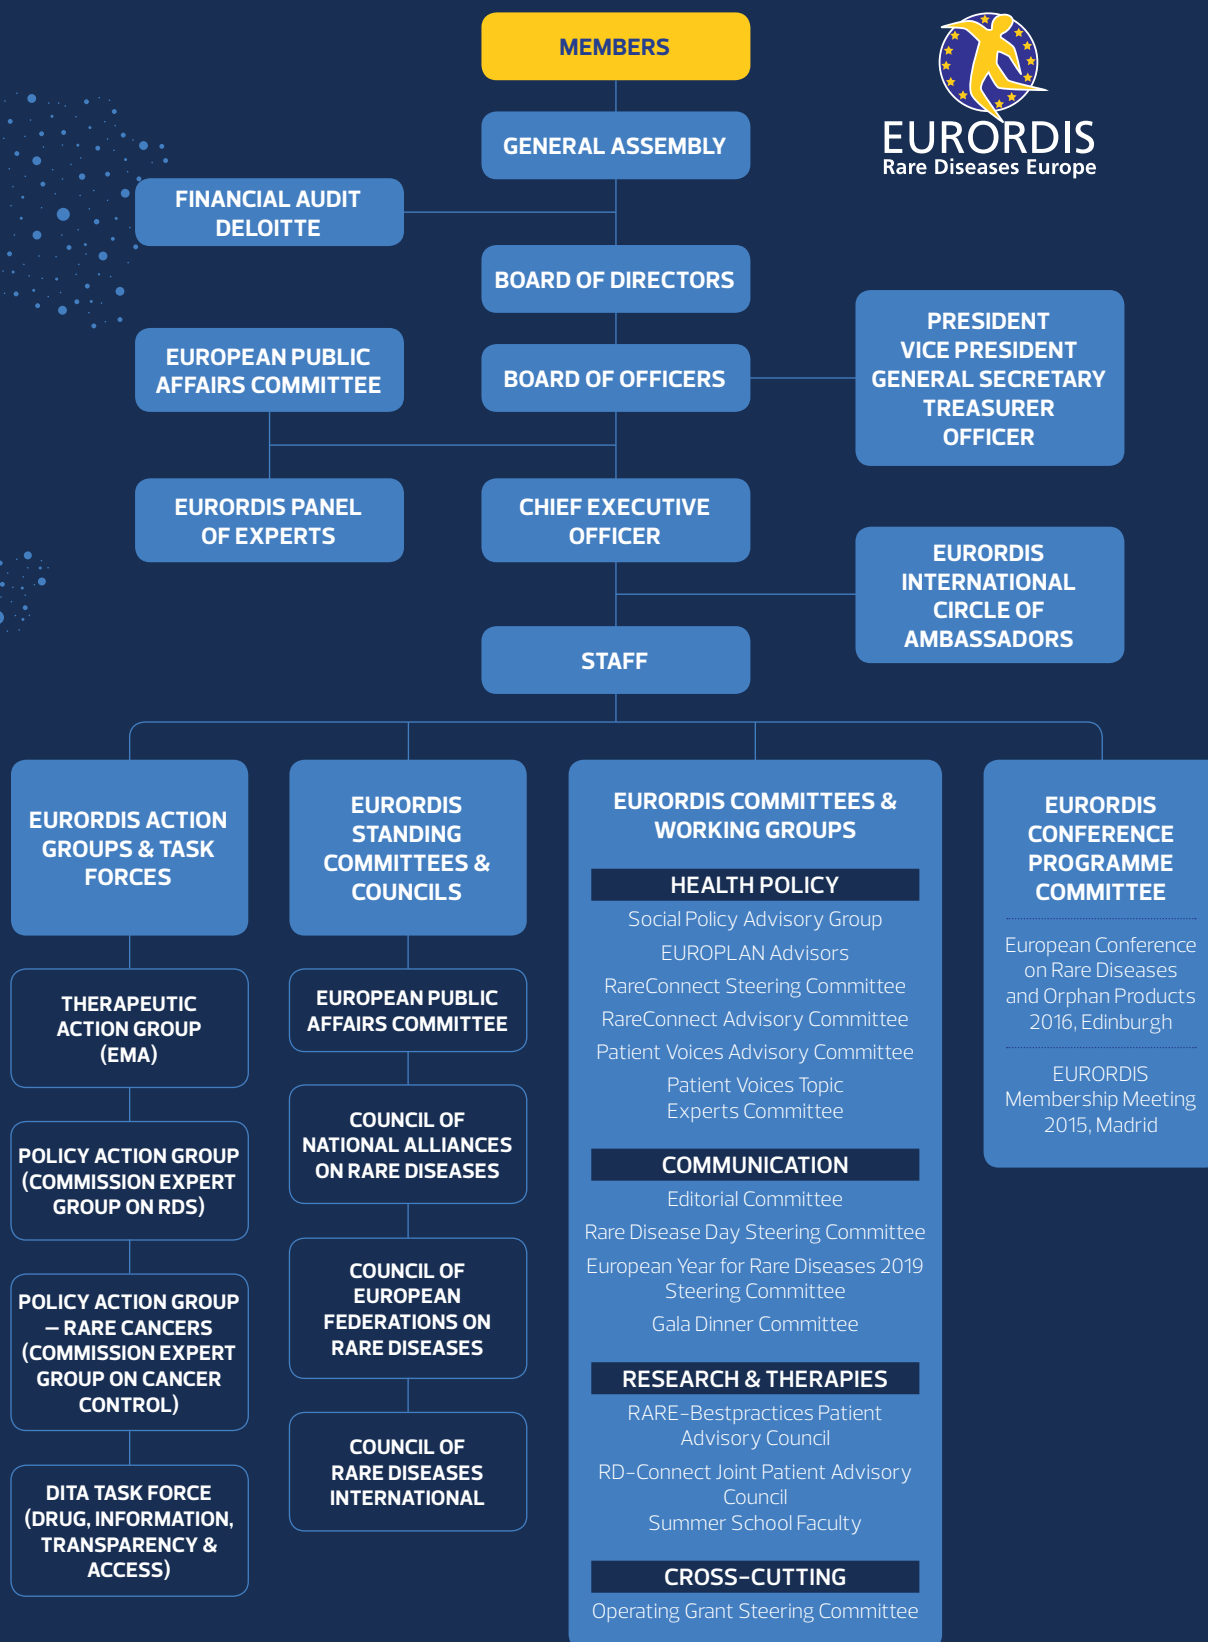 MEMBERS
EURORDIS
Rare Diseases Europe
GENERAL ASSEMBLY
FINANCIAL AUDIT
DELOITTE
BOARD OF DIRECTORS
EUROPEAN PUBLIC
AFFAIRS COMMITTEE
BOARD OF OFFICERS
PRESIDENT
VICE PRESIDENT
GENERAL SECRETARY
TREASURER
OFFICER
EURORDIS PANEL
OF EXPERTS
CHIEF EXECUTIVE
OFFICER
EURORDIS
INTERNATIONAL
CIRCLE OF
AMBASSADORS
STAFF
EURORDIS ACTION
GROUPS & TASK
FORCES
THERAPEUTIC
ACTION GROUP
(EMA)
POLICY ACTION GROUP
(COMMISSION EXPERT
GROUP ON RDS)
POLICY ACTION GROUP
– RARE CANCERS
(COMMISSION EXPERT
GROUP ON CANCER
CONTROL)
DITA TASK FORCE
(DRUG, INFORMATION,
TRANSPARENCY &
ACCESS)
EURORDIS
STANDING
COMMITTEES &
COUNCILS
EUROPEAN PUBLIC
AFFAIRS COMMITTEE
COUNCIL OF
NATIONAL ALLIANCES
ON RARE DISEASES
COUNCIL OF
EUROPEAN
FEDERATIONS ON
RARE DISEASES
COUNCIL OF
RARE DISEASES
INTERNATIONAL
EURORDIS COMMITTEES &
WORKING GROUPS
HEALTH POLICY
Social Policy Advisory Group
EUROPLAN Advisors
RareConnect Steering Committee
RareConnect Advisory Committee
Patient Voices Advisory Committee
Patient Voices Topic
Experts Committee
COMMUNICATION
Editorial Committee
Rare Disease Day Steering Committee
European Year for Rare Diseases 2019
Steering Committee
Gala Dinner Committee
RESEARCH & THERAPIES
RARE-Bestpractices Patient
Advisory Council
RD-Connect Joint Patient Advisory
Council
Summer School Faculty
CROSS-CUTTING
Operating Grant Steering Committee
EURORDIS
CONFERENCE
PROGRAMME
COMMITTEE
European Conference
on Rare Diseases
and Orphan Products
2016, Edinburgh
EURORDIS
Membership Meeting
2015, Madrid